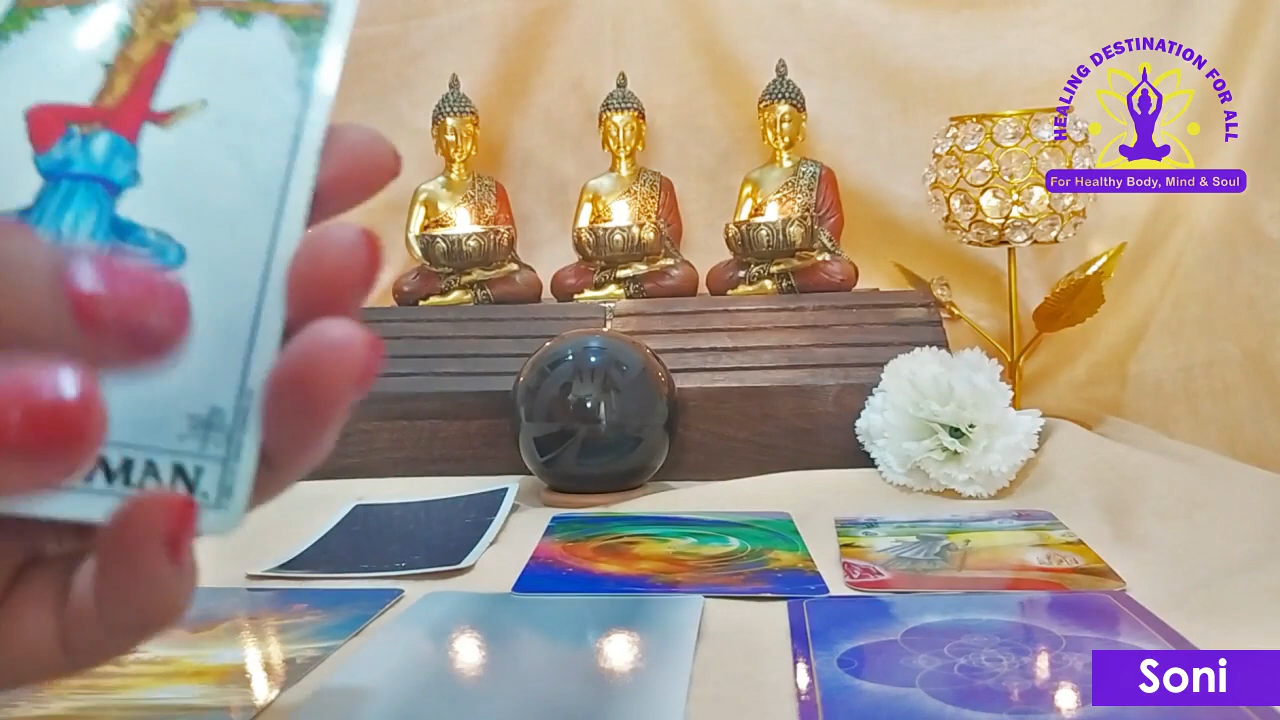 HEALING DESTINATION FOR ALL
For Healthy Body, Mind & Soul
MAN.
Soni